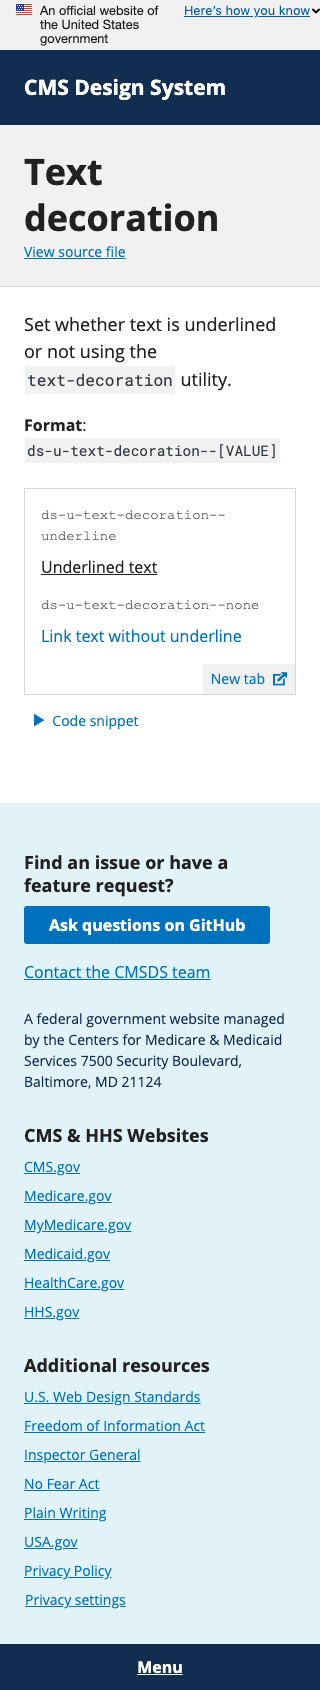 An official website of
the United States
government
Here's how you know
CMS Design System
Text
decoration
View source file
Set whether text is underlined
or not using the
text-decoration utility.
Format:
ds-u-text-decoration--[VALUE]
ds-u-text-decoration--
underline
Underlined text
ds-u-text-decoration--none
Link text without underline
New tab
Code snippet
Find an issue or have a
feature request?
Ask questions on GitHub
Contact the CMSDS team
A federal government website managed
by the Centers for Medicare & Medicaid
Services 7500 Security Boulevard,
Baltimore, MD 21124
CMS & HHS Websites
CMS.gov
Medicare.gov
MyMedicare.gov
Medicaid.gov
HealthCare.gov
HHS.gov
Additional resources
U.S. Web Design Standards
Freedom of Information Act
Inspector General
No Fear Act
Plain Writing
USA.gov
Privacy Policy
Privacy settings
Menu